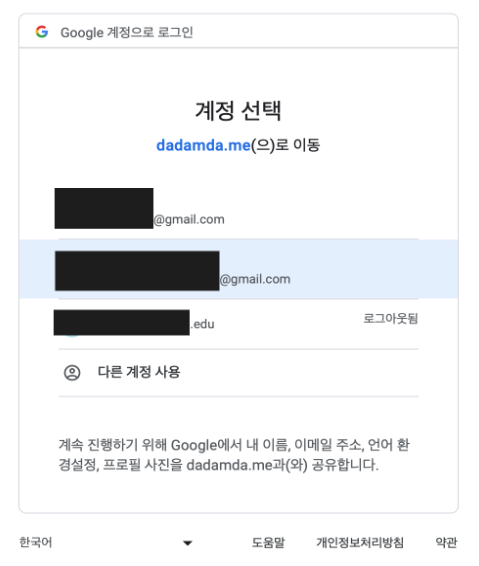 Google 계정으로 로그인
계정 선택
dadamda.me(으)로 이동
@gmail.com
@gmail.com
.edu 로그아웃됨
다른 계정 사용
계속 진행하기 위해 Google에서 내 이름, 이메일 주소, 언어 환
경설정, 프로필 사진을 dadamda.me과(와) 공유합니다.
한국어 도움말 개인정보처리방침 약관